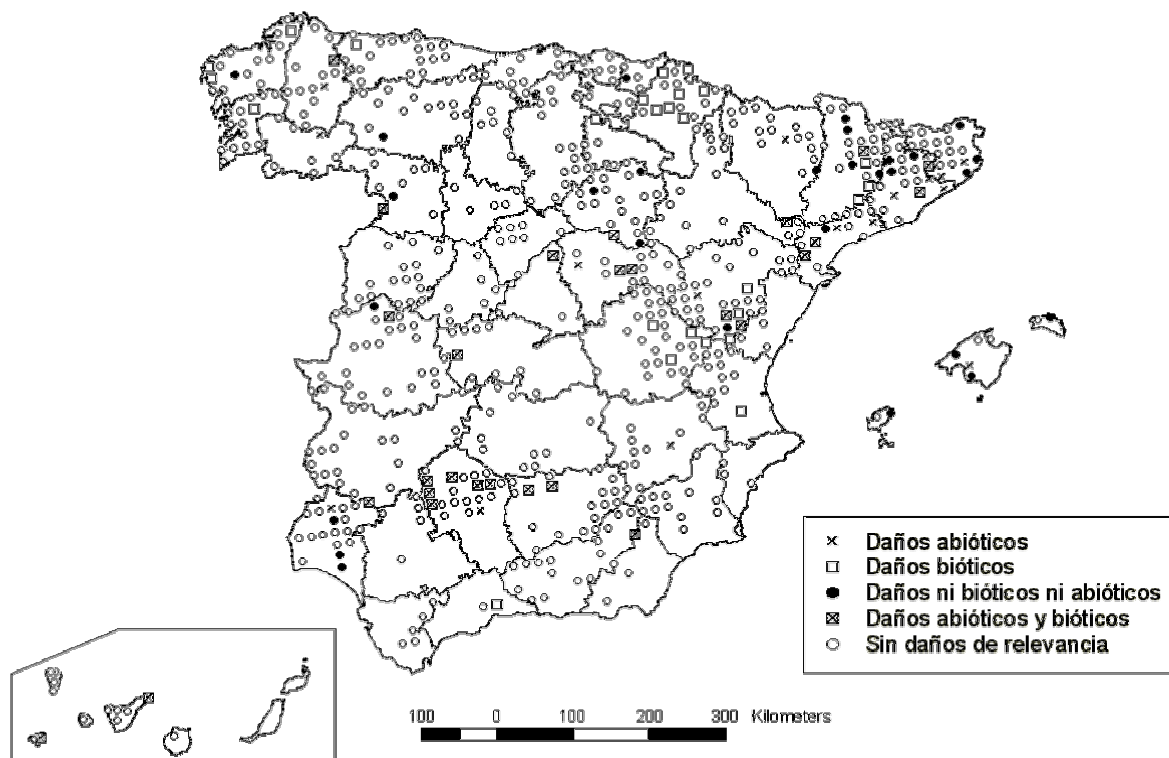 Daños abióticos
Daños bióticos
Daños ni bióticos ni abióticos
Daños abióticos y bióticos
Sin daños de relevancia
100 0 100 200 300 Kilometers